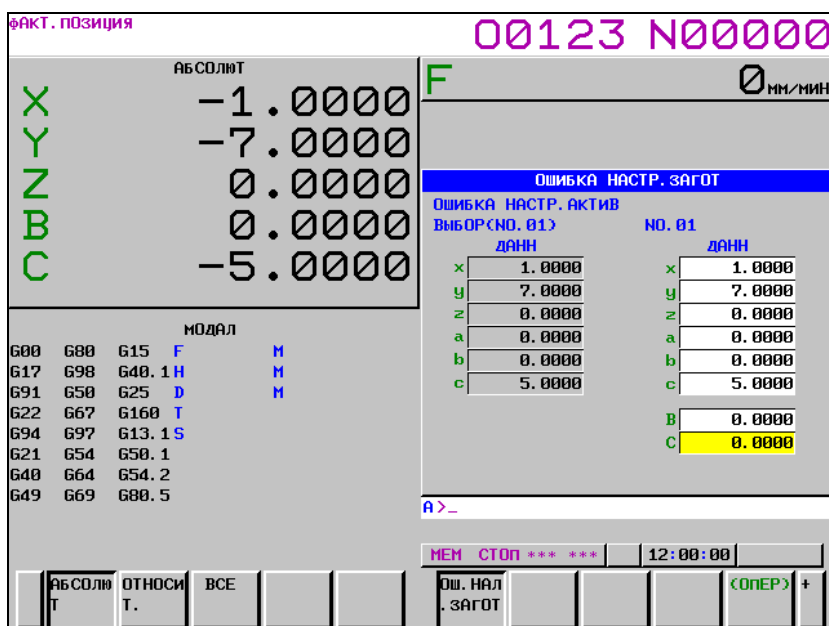 ФАКТ.ПОЗИЦИЯ
O0123 N00000
АБСОЛЮТ
X -1.0000
Y -7.0000
Z 0.0000
B 0.0000
C -5.0000
F 0 ММ/МИН
ОШИБКА НАСТР.ЗАГОТ
ОШИБКА НАСТР.АКТИВ
ВЫБОР(NO.01) NO.01
ДАНН ДАНН
x 1.0000 x 1.0000
y 7.0000 y 7.0000
z 0.0000 z 0.0000
a 0.0000 a 0.0000
b 0.0000 b 0.0000
c 5.0000 c 5.0000
B 0.0000
C 0.0000
МОДАЛ
G00 G80 G15 F M
G17 G98 G40.1 H M
G91 G50 G25 D M
G22 G67 G160 T
G94 G97 G13.1 S
G21 G54 G50.1
G40 G64 G54.2
G49 G69 G80.5
A>_
MEM СТОП *** *** 12:00:00
АБСОЛЮ
Т
ОТНОСИ
Т.
ВСЕ
ОШ.НАЛ
.ЗАГОТ
(ОПЕР)
+